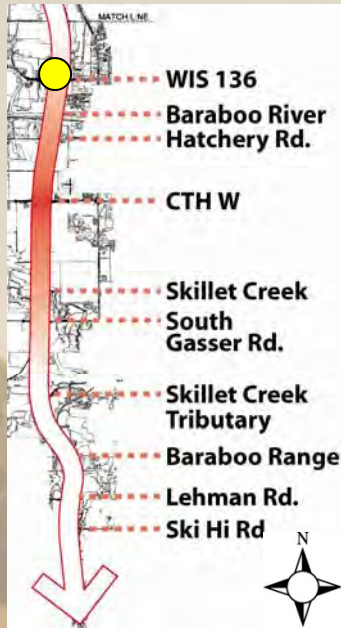 MATCH LINE
WIS 136
Baraboo River
Hatchery Rd.
CTH W
Skillet Creek
South
Gasser Rd.
Skillet Creek
Tributary
Baraboo Range
Lehman Rd.
Ski Hi Rd
N